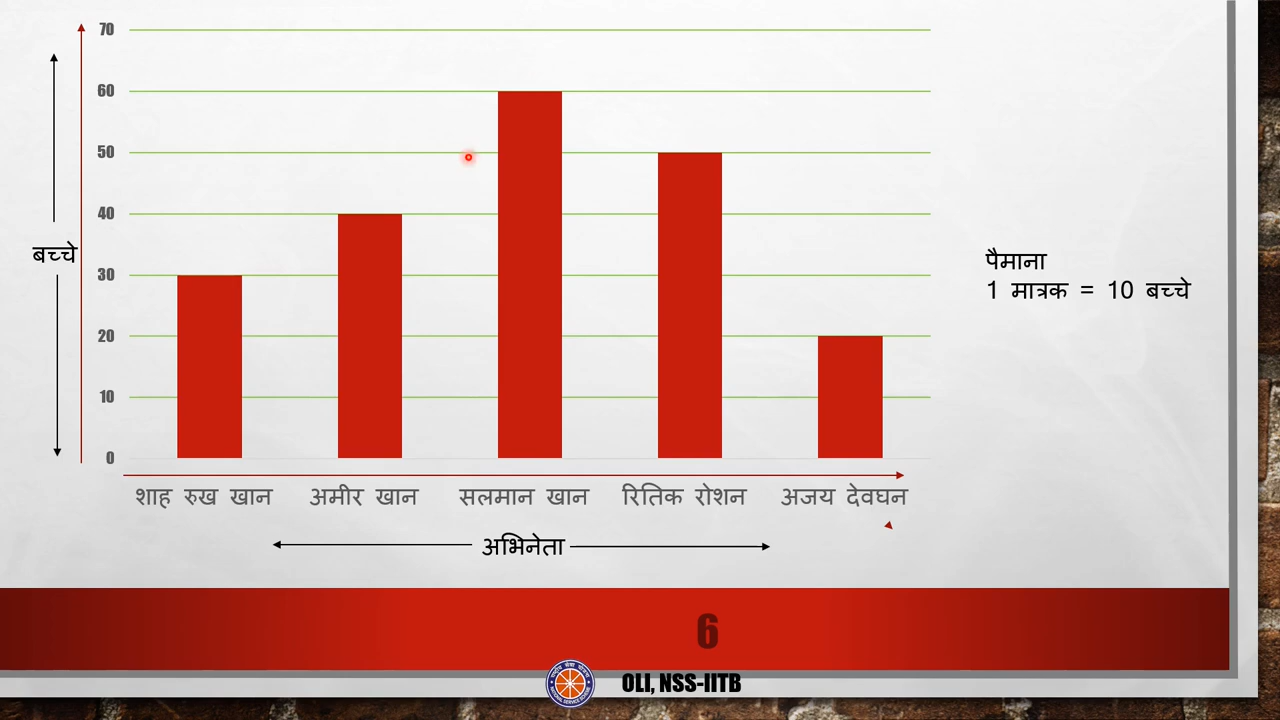 70
60
50
40
30
20
10
0
बच्चे
शाह रुख खान अमीर खान सलमान खान रितिक रोशन अजय देवघन
अभिनेता
पैमाना
1 मात्रक = 10 बच्चे
6
OLI, NSS-IITB